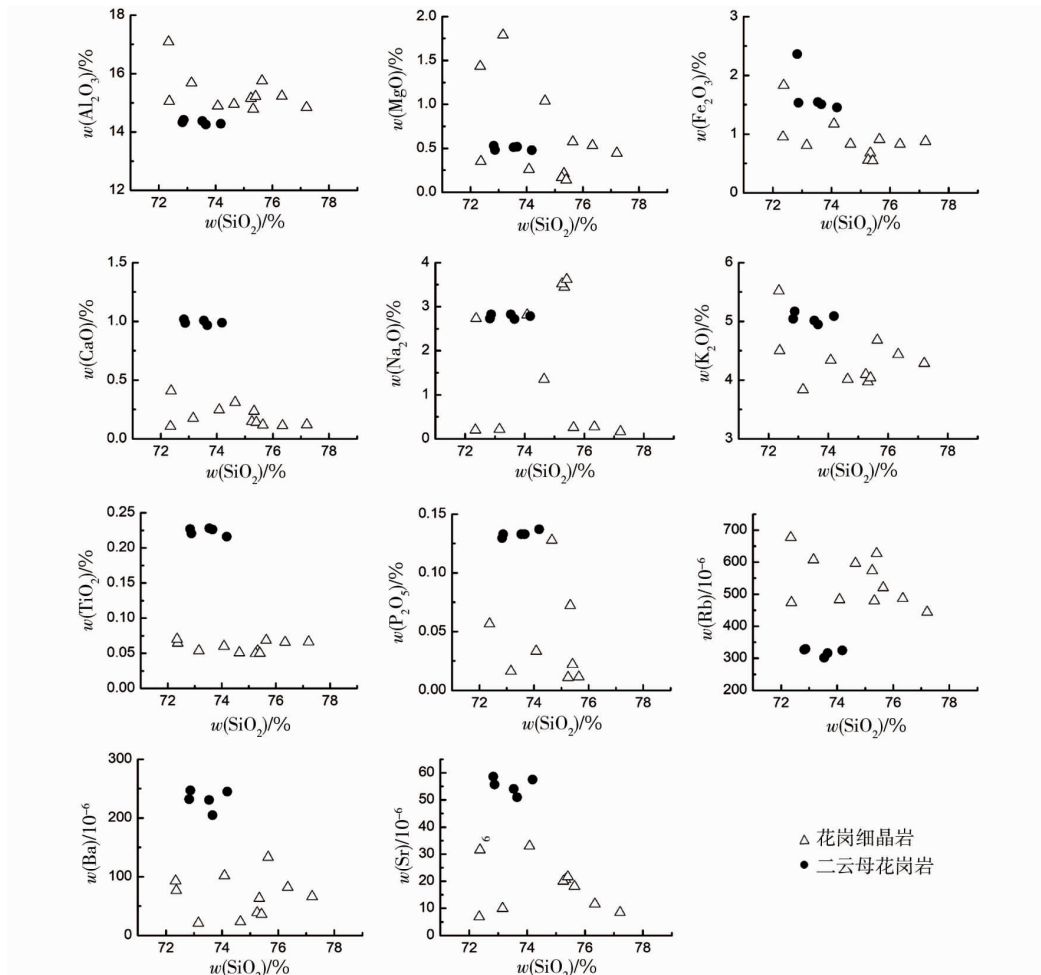 18
16
14
12
w(Al₂O₃)/%
72 74 76 78
w(SiO₂)/%
2.0
1.5
1.0
0.5
0.0
w(MgO)/%
72 74 76 78
w(SiO₂)/%
3
2
1
0
w(Fe₂O₃)/%
72 74 76 78
w(SiO₂)/%
1.5
1.0
0.5
0.0
w(CaO)/%
72 74 76 78
w(SiO₂)/%
4
3
2
1
0
w(Na₂O)/%
72 74 76 78
w(SiO₂)/%
6
5
4
3
w(K₂O)/%
72 74 76 78
w(SiO₂)/%
0.25
0.20
0.15
0.10
0.05
0.00
w(TiO₂)/%
72 74 76 78
w(SiO₂)/%
0.15
0.10
0.05
0.00
w(P₂O₅)/%
72 74 76 78
w(SiO₂)/%
700
600
500
400
300
200
w(Rb)/10⁻⁶
72 74 76 78
w(SiO₂)/%
300
200
100
0
w(Ba)/10⁻⁶
72 74 76 78
w(SiO₂)/%
60
50
40
30
20
10
0
w(Sr)/10⁻⁶
6
72 74 76 78
w(SiO₂)/%
△ 花岗细晶岩
● 二云母花岗岩